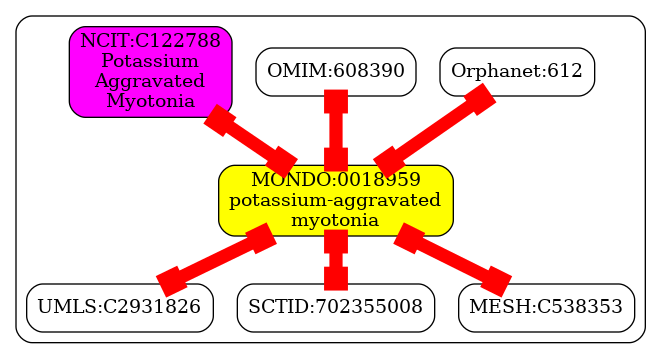 NCIT:C122788
Potassium
Aggravated
Myotonia
OMIM:608390
Orphanet:612
MONDO:0018959
potassium-aggravated
myotonia
UMLS:C2931826
SCTID:702355008
MESH:C538353